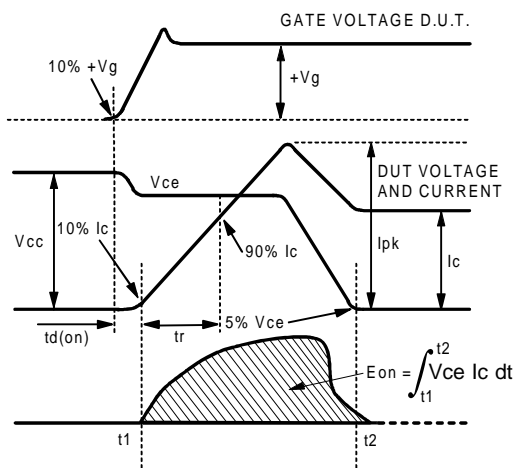 GATE VOLTAGE D.U.T.
10% +Vg
+Vg
Vce
DUT VOLTAGE
AND CURRENT
Vcc
10% Ic
90% Ic
Ipk
Ic
td(on)
tr
5% Vce
Eon = ∫ Vce Ic dt
t2
t1
t1
t2